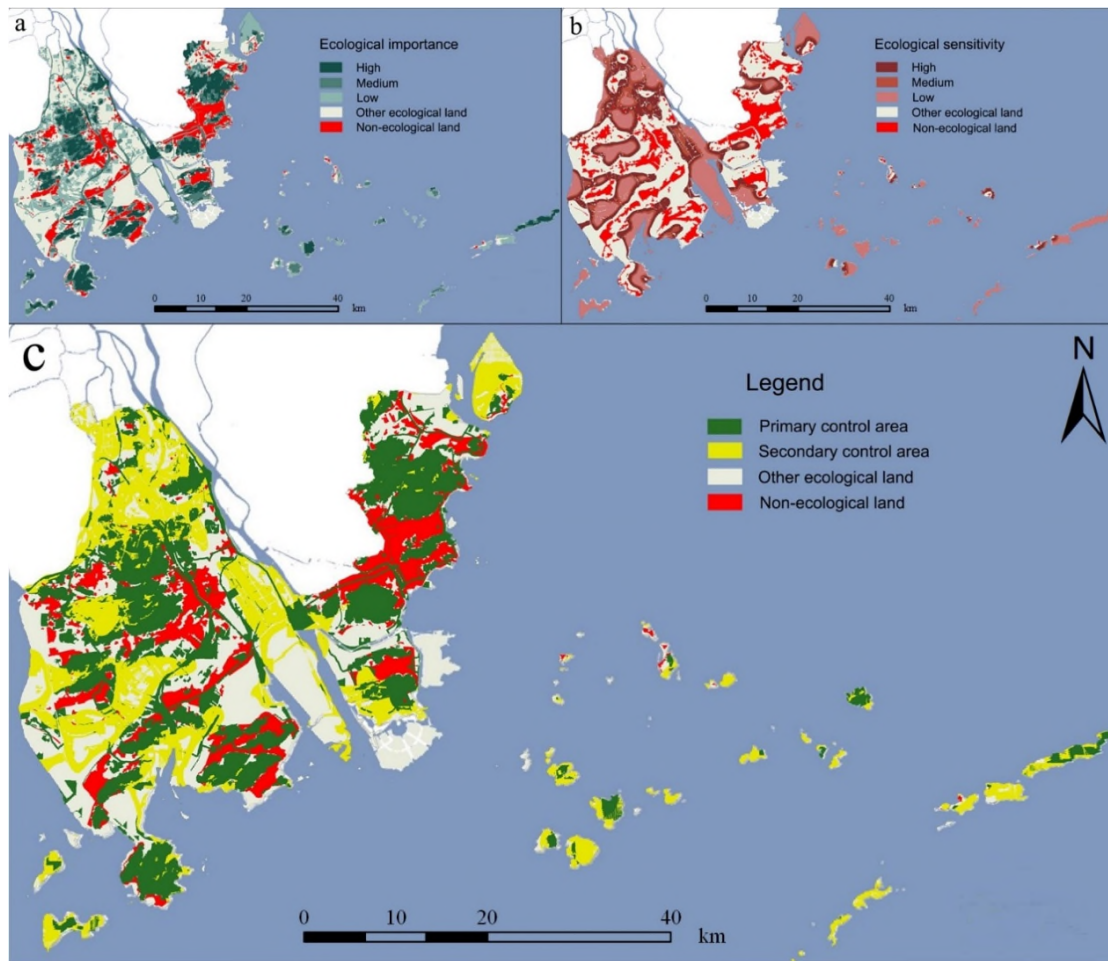 a
Ecological importance
High
Medium
Low
Other ecological land
Non-ecological land
0 10 20 40
km
b
Ecological sensitivity
High
Medium
Low
Other ecological land
Non-ecological land
0 10 20 40
km
c
N
Legend
Primary control area
Secondary control area
Other ecological land
Non-ecological land
0 10 20 40
km